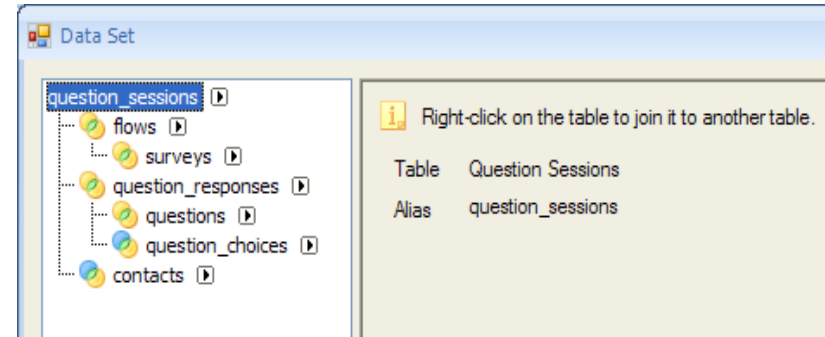 Data Set
question_sessions
flows
surveys
question_responses
questions
question_choices
contacts
Right-click on the table to join it to another table.
Table Question Sessions
Alias question_sessions